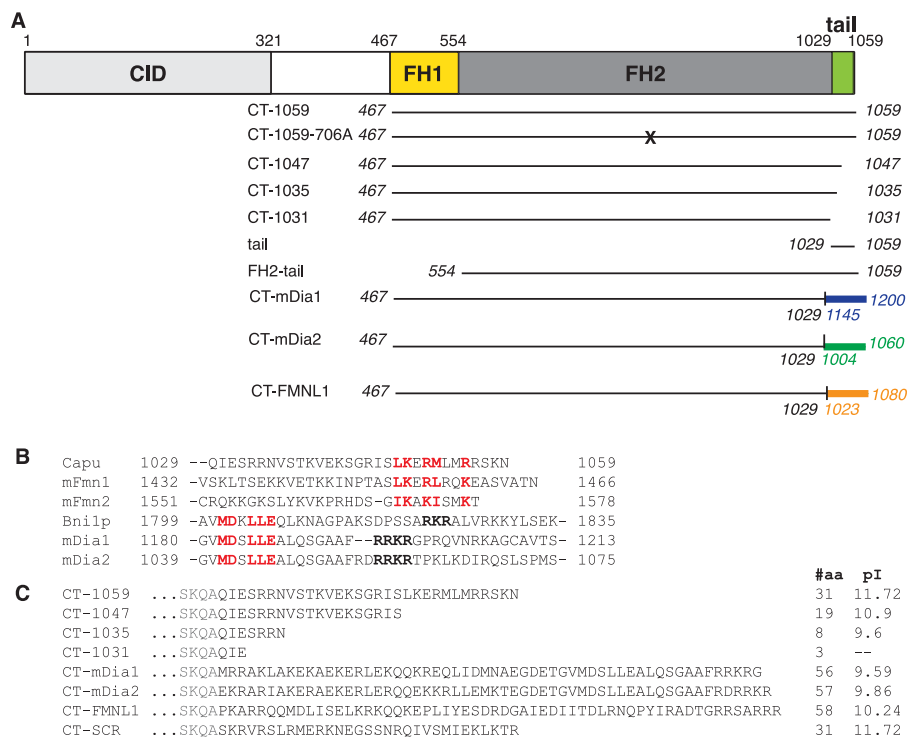 A
tail
1 321 467 554 1029 1059
CID FH1 FH2
CT-1059 467 1059
CT-1059-706A 467 X 1059
CT-1047 467 1047
CT-1035 467 1035
CT-1031 467 1031
tail 1029 1059
FH2-tail 554 1059
CT-mDia1 467 1200
1029 1145
CT-mDia2 467 1060
1029 1004
CT-FMNL1 467 1080
1029 1023
B
Capu 1029 --QIESRRNVSTKVEKSGRISLKERMLMRRSKN 1059
mFmn1 1432 -VSKLTSEKKVETKKINPTASLKERLRQKEASVATN 1466
mFmn2 1551 -CRQKKGKSLYKVKPRHDS-GIKAKISMKT 1578
Bni1p 1799 -AVMDKLLEQLKNAGPAKSDPSSARKRALVRKKYLSEK- 1835
mDia1 1180 -GVMDSLLEALQSGAAF--RRKRGPRQVNRKAGCAVTS- 1213
mDia2 1039 -GVMDSLLEALQSGAAFRDRRKRTPKLKDIRQSLSPMS- 1075
#aa pI
C CT-1059 ...SKQAQIESRRNVSTKVEKSGRISLKERMLMRRSKN 31 11.72
CT-1047 ...SKQAQIESRRNVSTKVEKSGRIS 19 10.9
CT-1035 ...SKQAQIESRRN 8 9.6
CT-1031 ...SKQAQIE 3 --
CT-mDia1 ...SKQAMRRAKLAKEKAEKERLEKQQKREQLIDMNAEGDETGVMDSLLEALQSGAAFRRKRG 56 9.59
CT-mDia2 ...SKQAEKRARIAKERAEKERLERQQEKKRLLEMKTEGDETGVMDSLLEALQSGAAFRDRRKR 57 9.86
CT-FMNL1 ...SKQAPKARRQQMDLISELKRKQQKEPLIYESDRDGAIEDIITDLRNQPYIRADTGRRSARRR 58 10.24
CT-SCR ...SKQASKRVRSLRMERKNEGSSNRQIVSMIEKLKTR 31 11.72